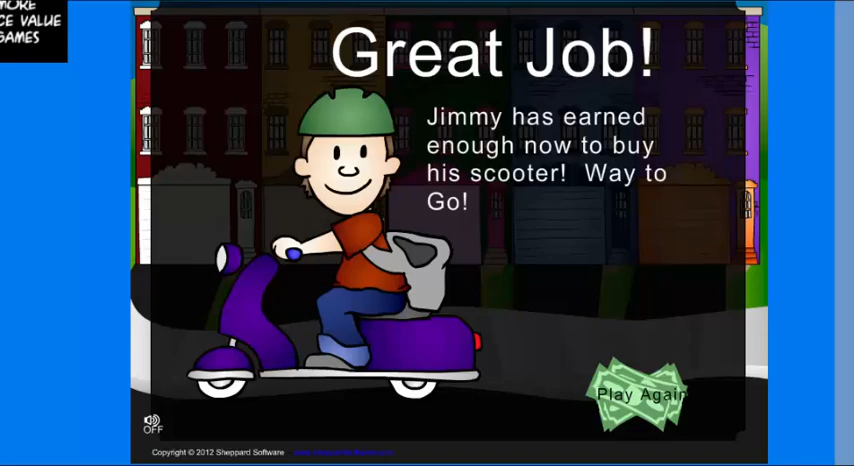 MORE
CE VALUE
GAMES
Great Job!
Jimmy has earned
enough now to buy
his scooter! Way to
Go!
Play Again
OFF
Copyright © 2012 Sheppard Software